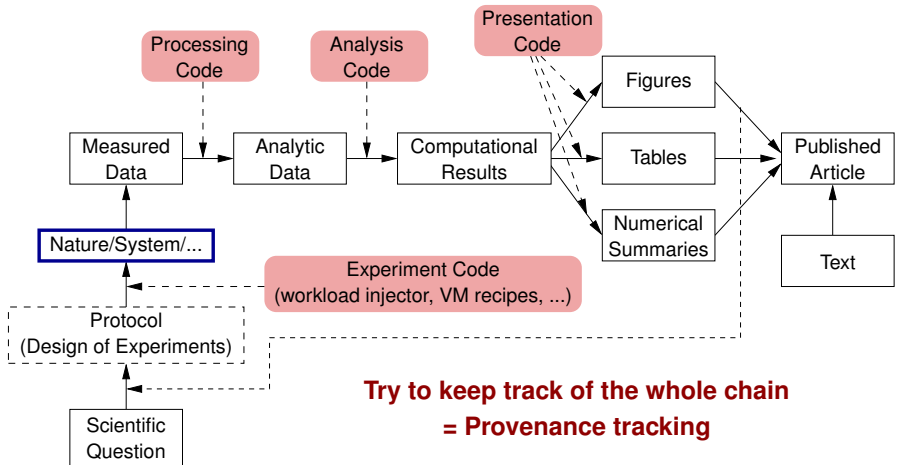 Processing
Code
Analysis
Code
Presentation
Code
Figures
Measured
Data
Analytic
Data
Computational
Results
Tables
Published
Article
Numerical
Summaries
Nature/System/...
Text
Experiment Code
(workload injector, VM recipes, ...)
Protocol
(Design of Experiments)
Scientific
Question
Try to keep track of the whole chain
= Provenance tracking